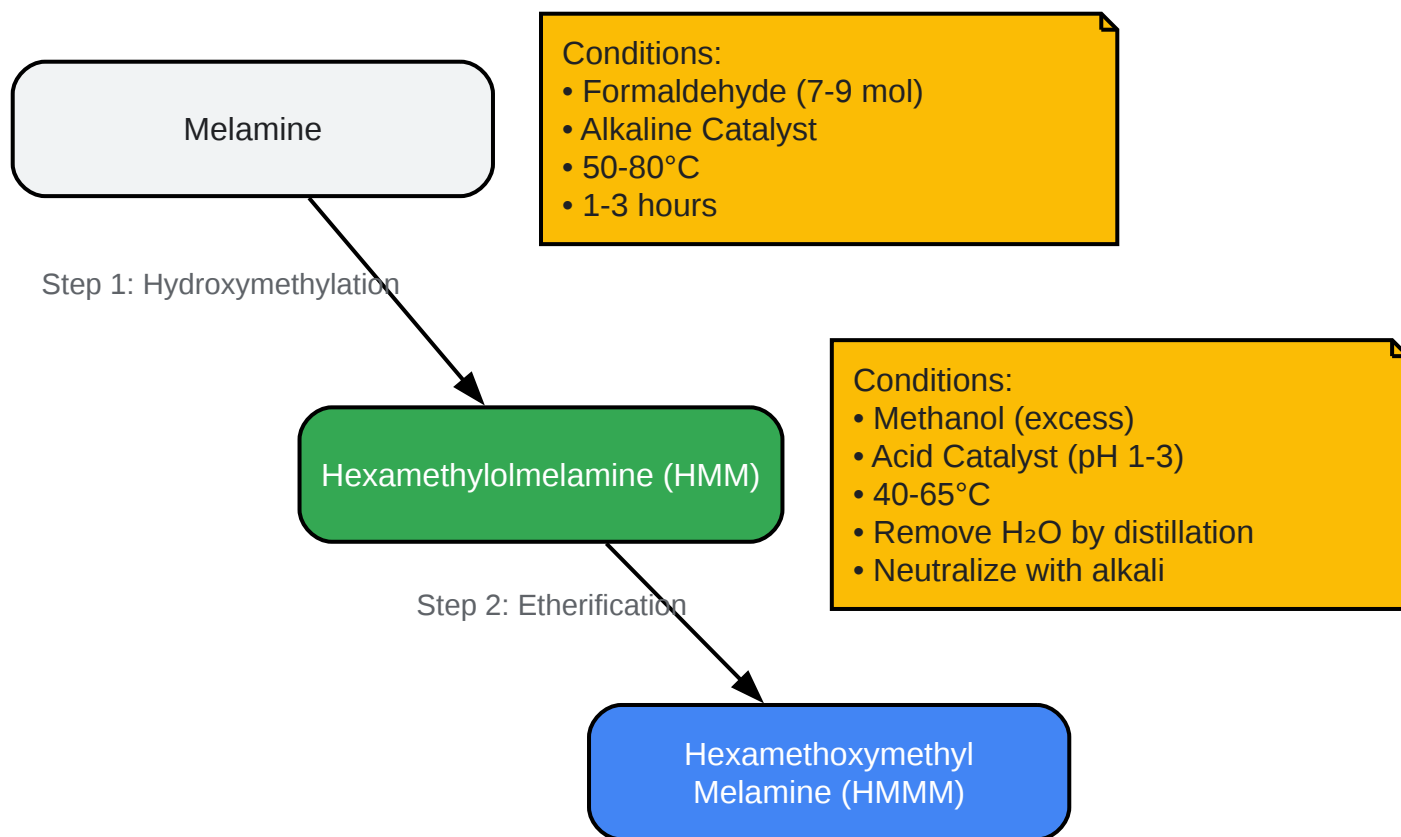 Melamine
Conditions:
• Formaldehyde (7-9 mol)
• Alkaline Catalyst
• 50-80°C
• 1-3 hours
Step 1: Hydroxymethylation
Hexamethylolmelamine (HMM)
Conditions:
• Methanol (excess)
• Acid Catalyst (pH 1-3)
• 40-65°C
• Remove H₂O by distillation
• Neutralize with alkali
Step 2: Etherification
Hexamethoxymethyl
Melamine (HMMM)